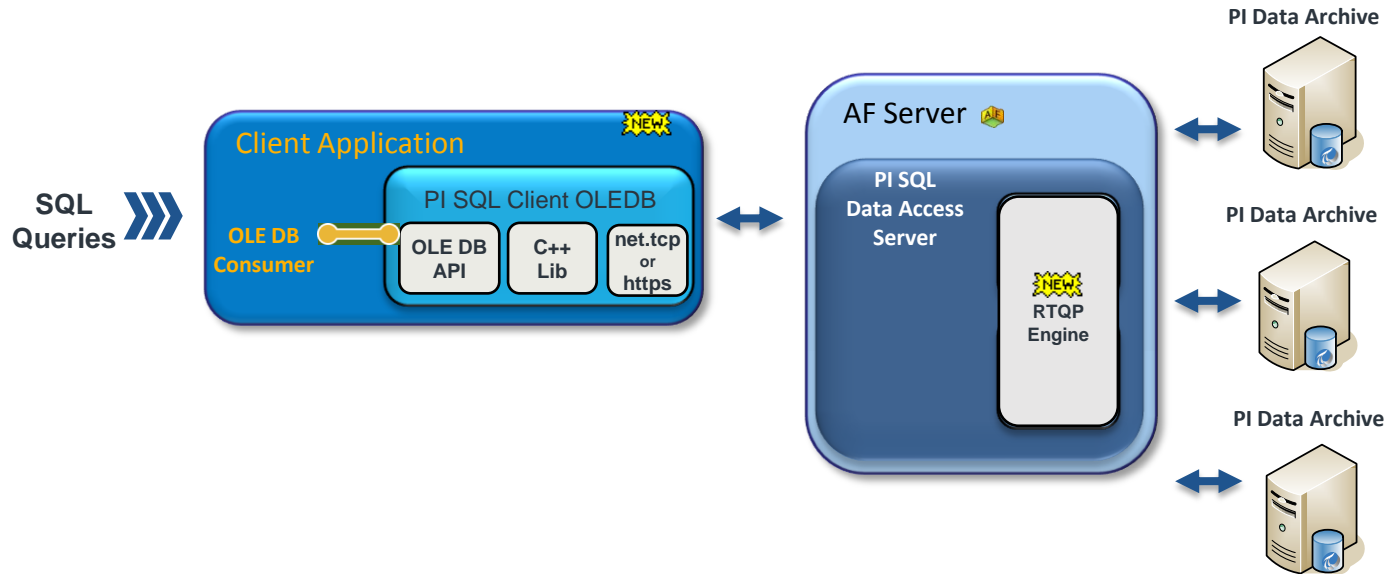 SQL
Queries
Client Application
NEW
PI SQL Client OLEDB
OLE DB
Consumer
OLE DB
API
C++
Lib
net.tcp
or
https
AF Server
AF
PI SQL
Data Access
Server
NEW
RTQP
Engine
PI Data Archive
PI Data Archive
PI Data Archive